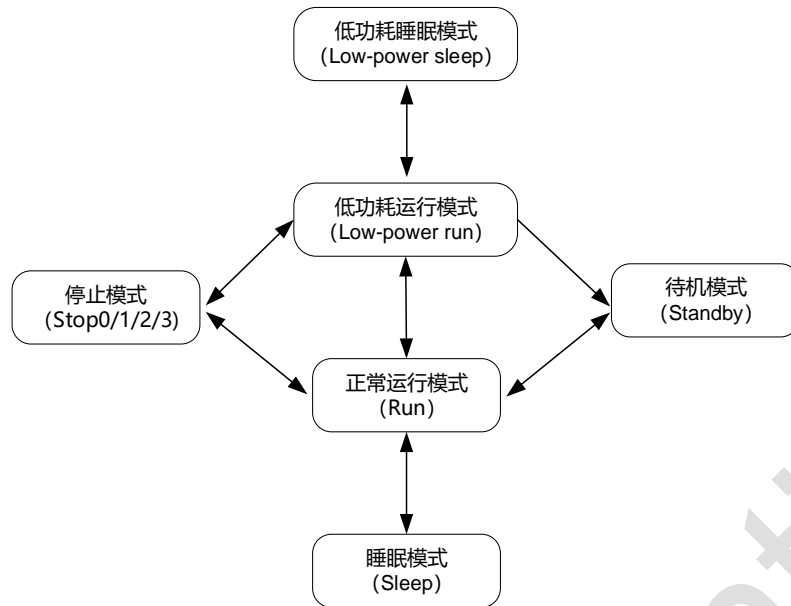 低功耗睡眠模式
(Low-power sleep)
低功耗运行模式
(Low-power run)
停止模式
(Stop0/1/2/3)
待机模式
(Standby)
正常运行模式
(Run)
睡眠模式
(Sleep)